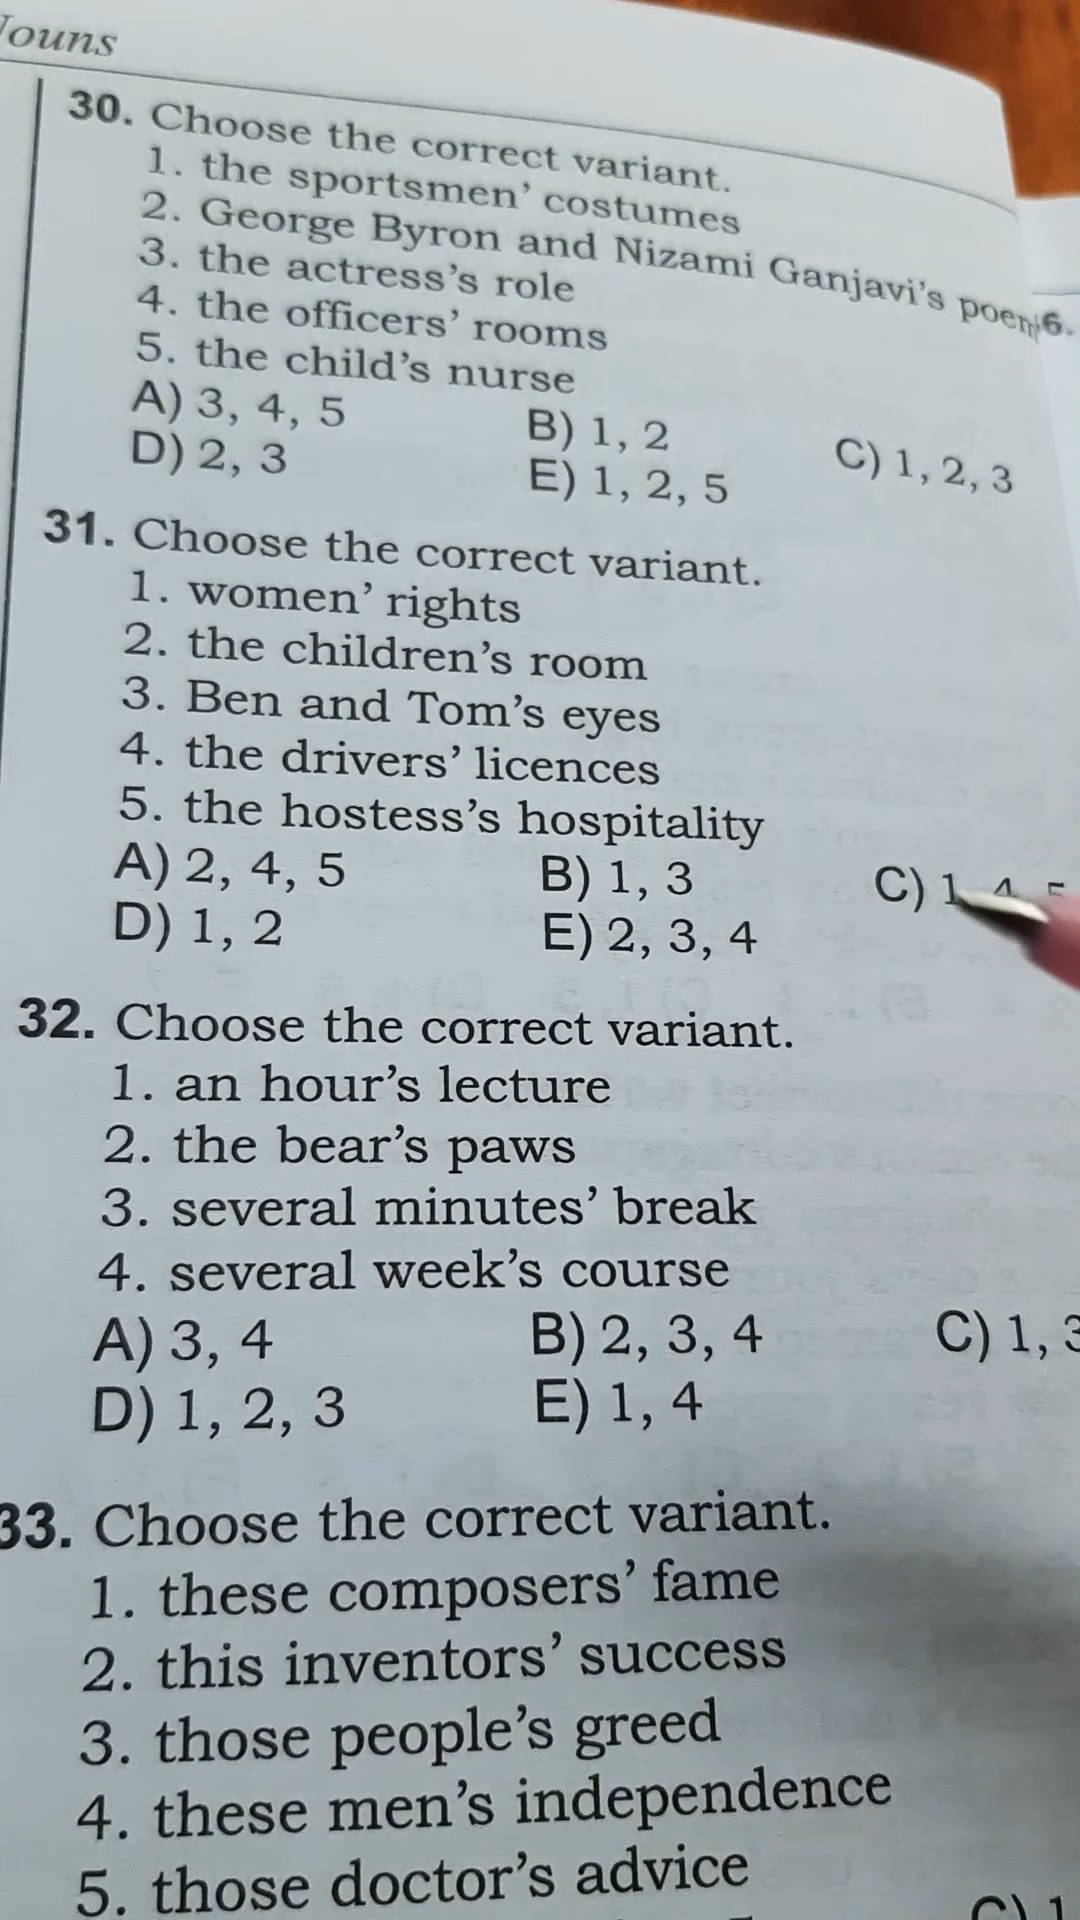 Nouns
30. Choose the correct variant.
1. the sportsmen’ costumes
2. George Byron and Nizami Ganjavi’s
3. the actress’s role
4. the officers’ rooms
5. the child’s nurse
A) 3, 4, 5 B) 1, 2 C) 1, 2, 3
D) 2, 3 E) 1, 2, 5
31. Choose the correct variant.
1. women’ rights
2. the children’s room
3. Ben and Tom’s eyes
4. the drivers’ licences
5. the hostess’s hospitality
A) 2, 4, 5 B) 1, 3 C) 1
D) 1, 2 E) 2, 3, 4
32. Choose the correct variant.
1. an hour’s lecture
2. the bear’s paws
3. several minutes’ break
4. several week’s course
A) 3, 4 B) 2, 3, 4 C) 1, 3
D) 1, 2, 3 E) 1, 4
33. Choose the correct variant.
1. these composers’ fame
2. this inventors’ success
3. those people’s greed
4. these men’s independence
5. those doctor’s advice
C) 1
6.